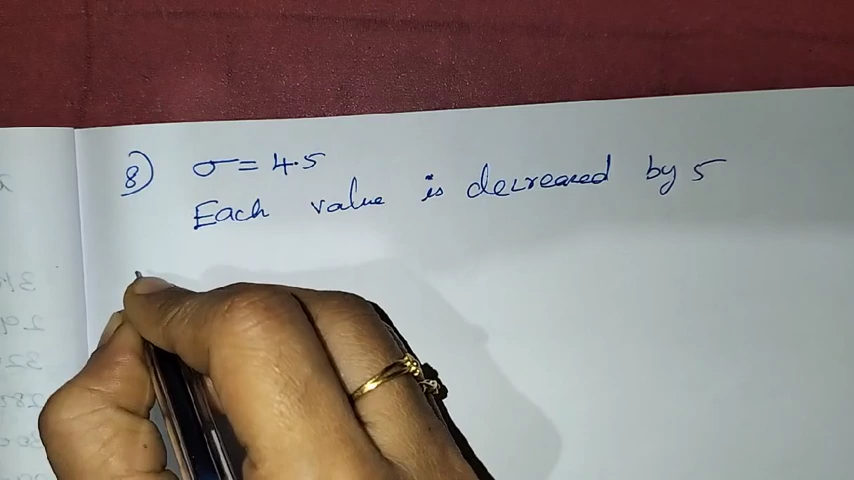 8) σ = 4.5
Each value is decreased by 5